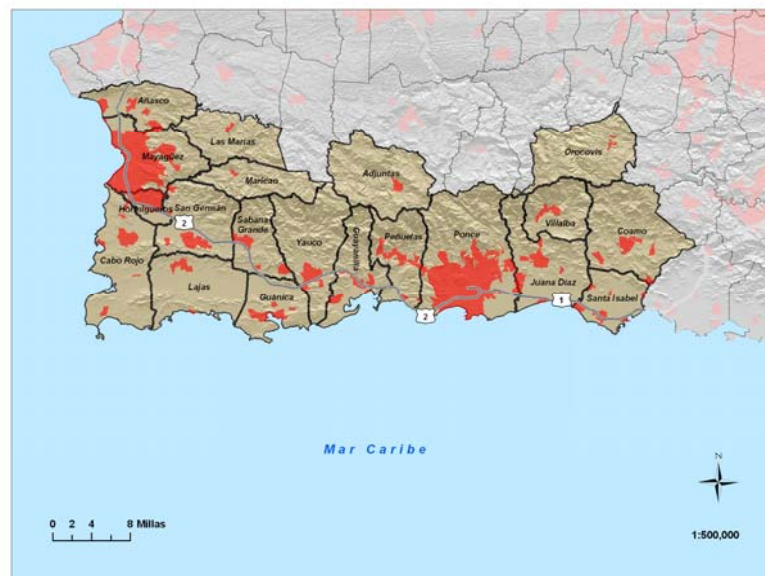 Añasco
Las Marías
Mayagüez
Maricao
Adjuntas
Orocovis
Hormigueros
San Germán
2
Sabana
Grande
Yauco
Guayanilla
Peñuelas
Ponce
Villalba
Coamo
Cabo Rojo
Lajas
Guánica
Juana Díaz
Santa Isabel
1
2
Mar Caribe
N
0 2 4 8 Millas
1:500,000